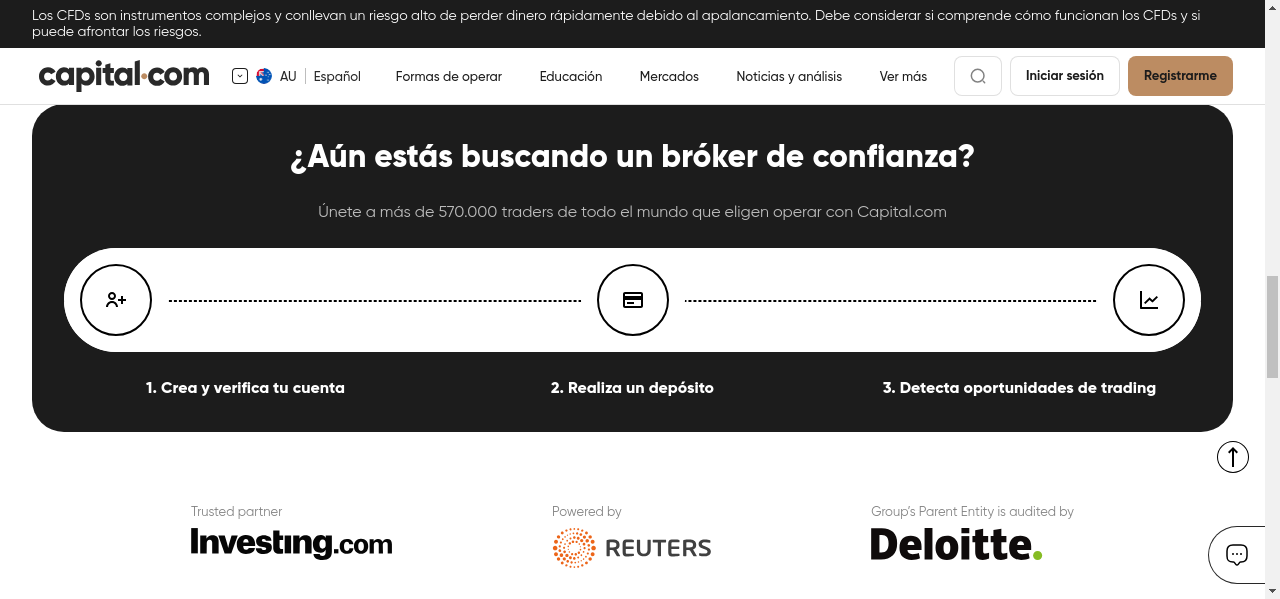 Los CFDs son instrumentos complejos y conllevan un riesgo alto de perder dinero rápidamente debido al apalancamiento. Debe considerar si comprende cómo funcionan los CFDs y si
puede afrontar los riesgos.
capital.com
AU
Español
Formas de operar
Educación
Mercados
Noticias y análisis
Ver más
Iniciar sesión
Registrarme
¿Aún estás buscando un bróker de confianza?
Únete a más de 570.000 traders de todo el mundo que eligen operar con Capital.com
1. Crea y verifica tu cuenta
2. Realiza un depósito
3. Detecta oportunidades de trading
Trusted partner
Investing.com
Powered by
REUTERS
Group's Parent Entity is audited by
Deloitte.